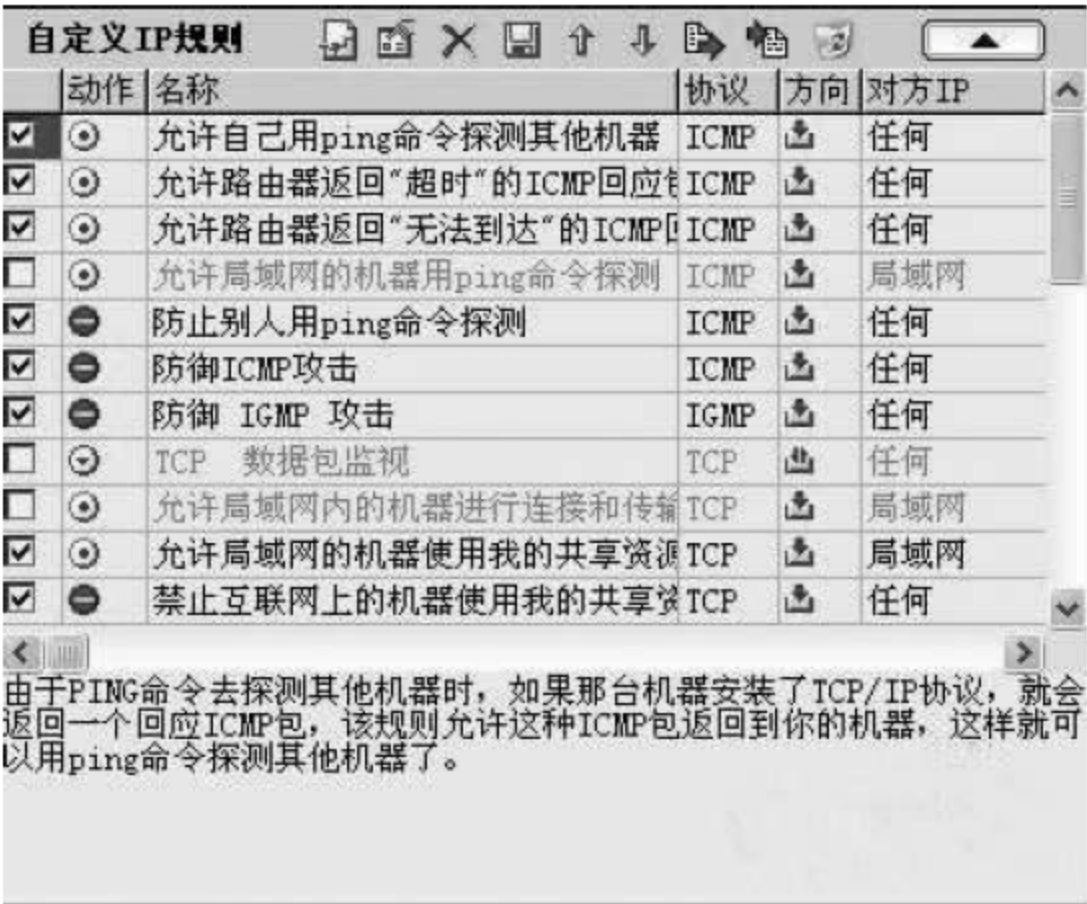 自定义IP规则
动作 名称 协议 方向 对方IP
允许自己用ping命令探测其他机器 ICMP 任何
允许路由器返回"超时"的ICMP回应 ICMP 任何
允许路由器返回"无法到达"的ICMP ICMP 任何
允许局域网的机器用ping命令探测 ICMP 局域网
防止别人用ping命令探测 ICMP 任何
防御ICMP攻击 ICMP 任何
防御 IGMP 攻击 IGMP 任何
TCP 数据包监视 TCP 任何
允许局域网内的机器进行连接和传输 TCP 局域网
允许局域网的机器使用我的共享资源 TCP 局域网
禁止互联网上的机器使用我的共享资 TCP 任何
由于PING命令去探测其他机器时，如果那台机器安装了TCP/IP协议，就会
返回一个回应ICMP包，该规则允许这种ICMP包返回到你的机器，这样就可
以用ping命令探测其他机器了。